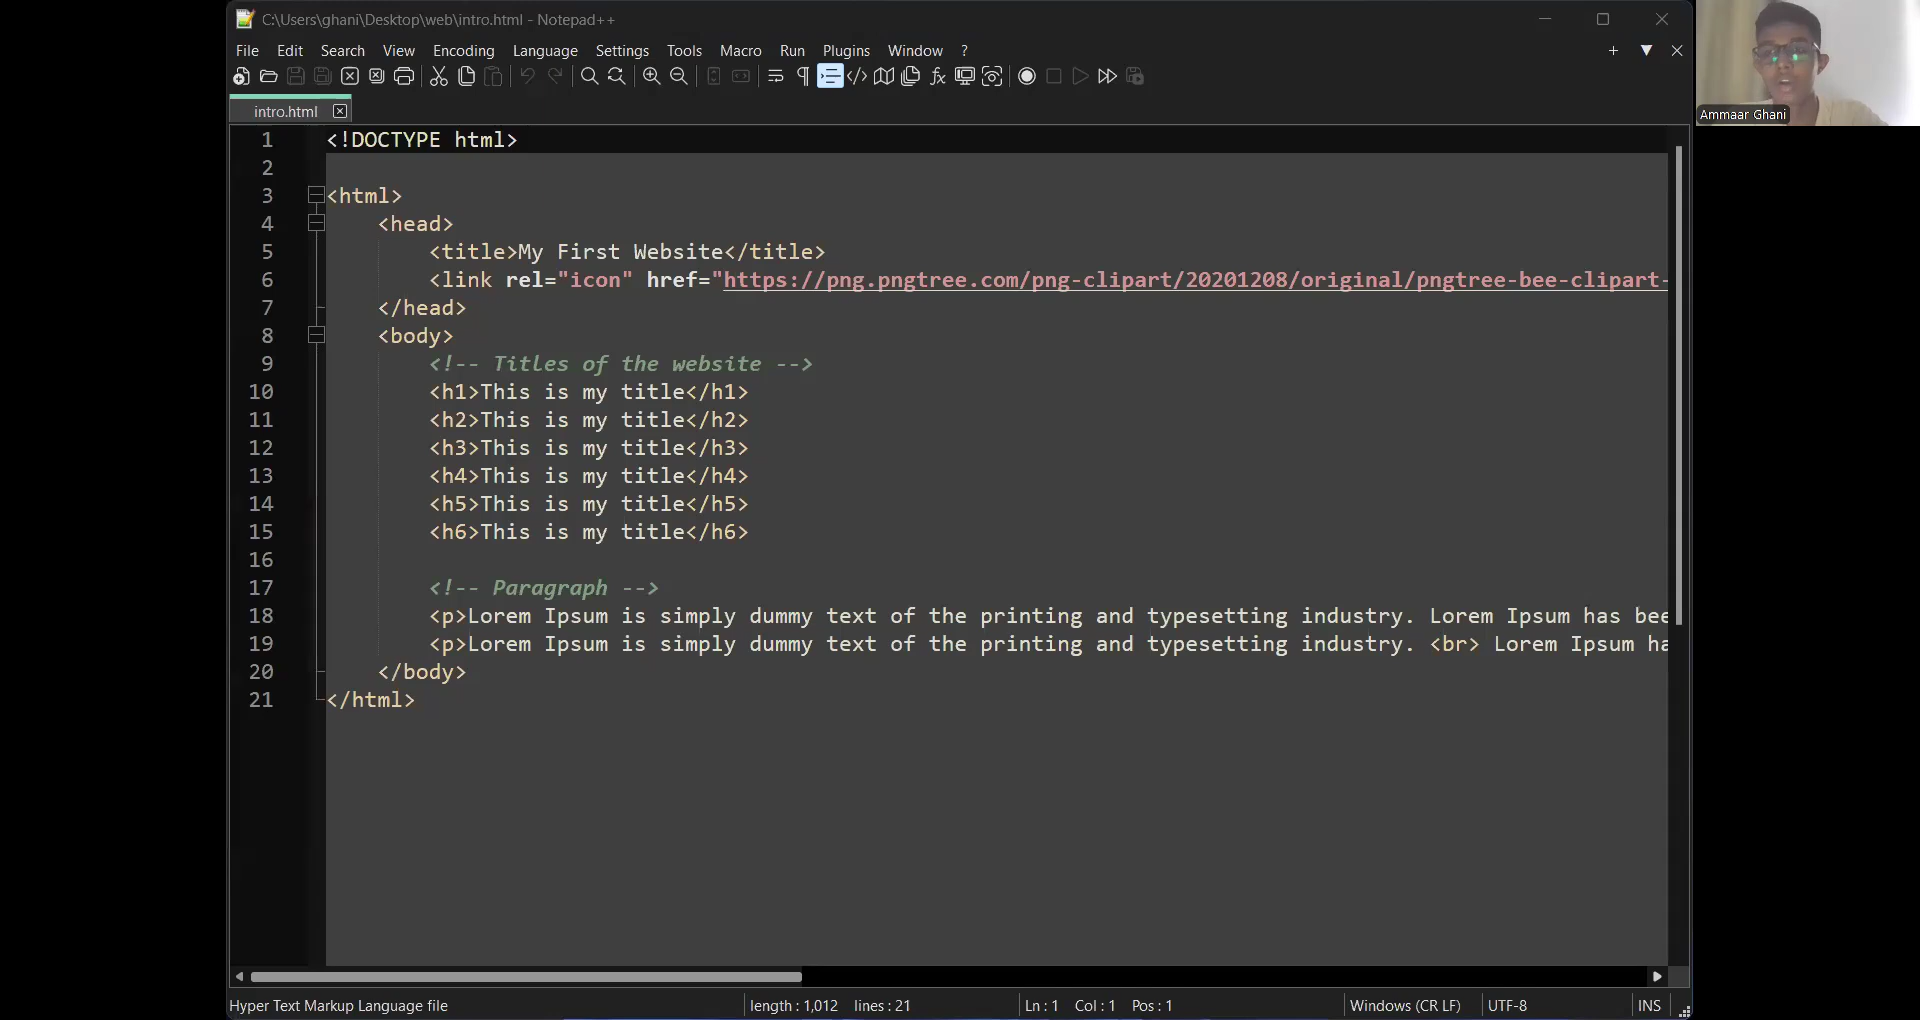 C:\Users\ghani\Desktop\web\intro.html - Notepad++
File Edit Search View Encoding Language Settings Tools Macro Run Plugins Window ?
intro.html
Ammaar Ghani
1 <!DOCTYPE html>
2
3 <html>
4 <head>
5 <title>My First Website</title>
6 <link rel="icon" href="https://png.pngtree.com/png-clipart/20201208/original/pngtree-bee-clipart-
7 </head>
8 <body>
9 <!-- Titles of the website -->
10 <h1>This is my title</h1>
11 <h2>This is my title</h2>
12 <h3>This is my title</h3>
13 <h4>This is my title</h4>
14 <h5>This is my title</h5>
15 <h6>This is my title</h6>
16
17 <!-- Paragraph -->
18 <p>Lorem Ipsum is simply dummy text of the printing and typesetting industry. Lorem Ipsum has bee
19 <p>Lorem Ipsum is simply dummy text of the printing and typesetting industry. <br> Lorem Ipsum ha
20 </body>
21 </html>
Hyper Text Markup Language file length : 1,012 lines : 21 Ln : 1 Col : 1 Pos : 1 Windows (CR LF) UTF-8 INS